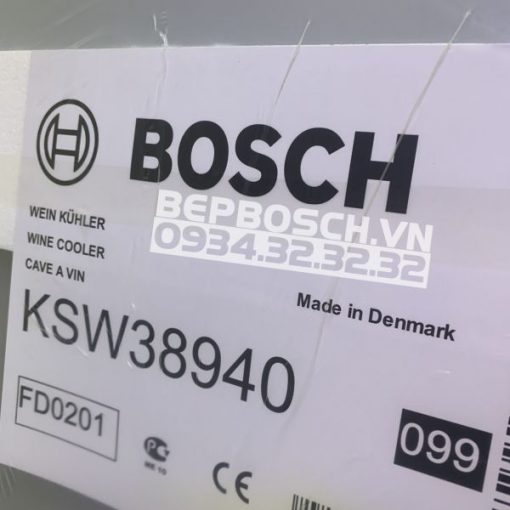 BOSCH
BEPBOSCH.VN
0934.32.32.32
WEIN KÜHLER
WINE COOLER
CAVE A VIN
Made in Denmark
KSW38940
FD0201
099
CE